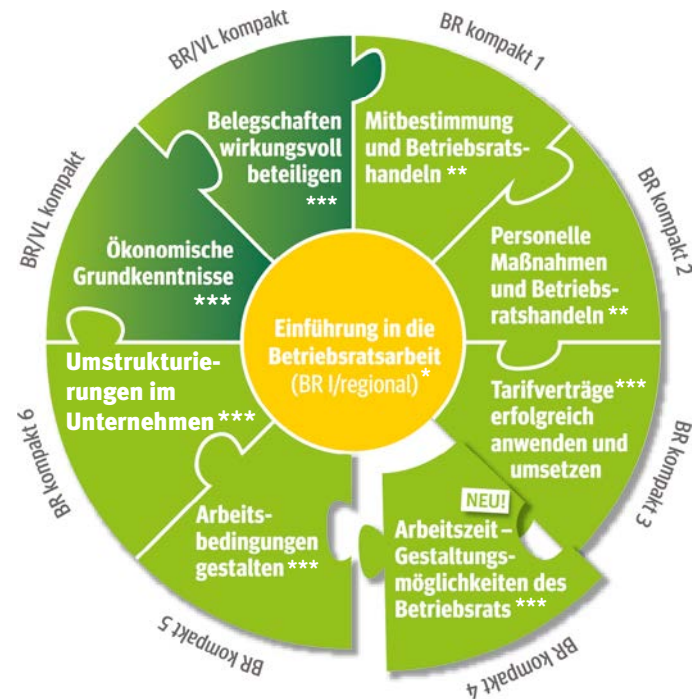 BR/VL kompakt
BR kompakt 1
Belegschaften
wirkungsvoll
beteiligen
***
Mitbestimmung
und Betriebsrats-
handeln **
BR/VL kompakt
BR kompakt 2
Ökonomische
Grundkenntnisse
***
Personelle
Maßnahmen
und Betriebs-
ratshandeln **
Einführung in die
Betriebsratsarbeit
(BR I/regional) *
Umstrukturie-
rungen im
Unternehmen ***
BR kompakt 6
Tarifverträge ***
erfolgreich
anwenden und
umsetzen
BR kompakt 3
Arbeits-
bedingungen
gestalten ***
BR kompakt 5
NEU!
Arbeitszeit –
Gestaltungs-
möglichkeiten des
Betriebsrats ***
BR kompakt 4